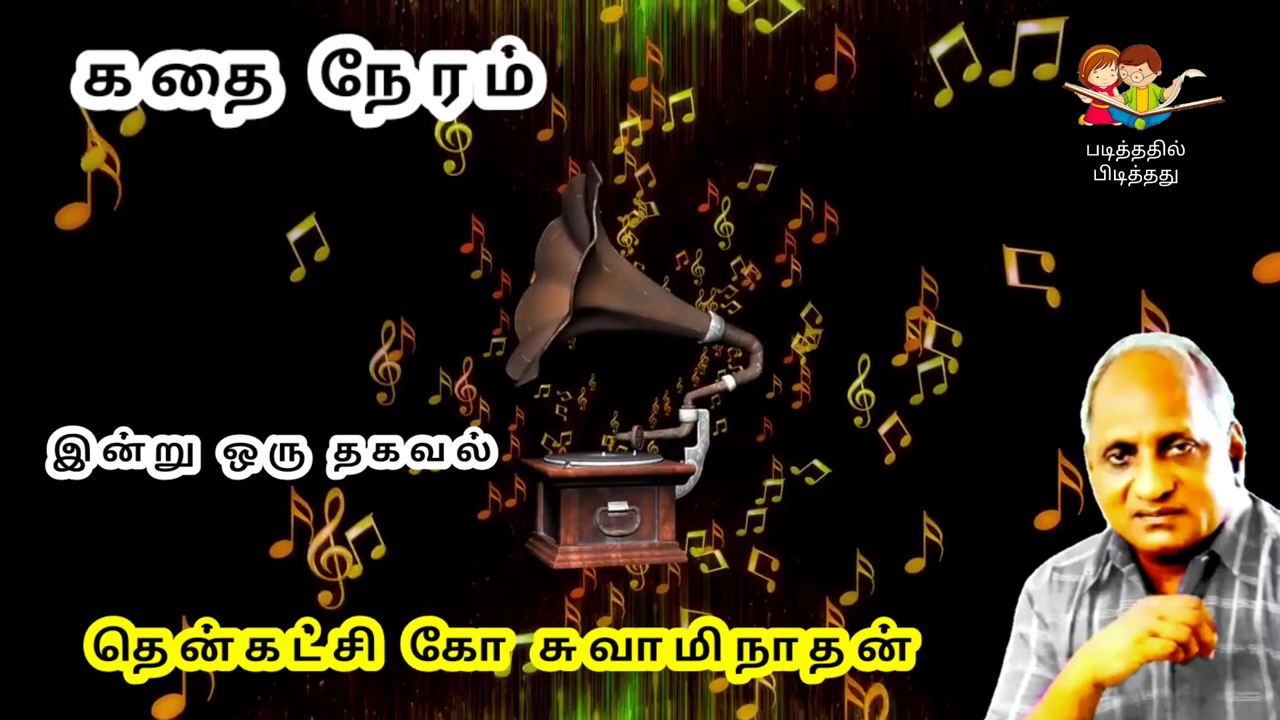 கதை நேரம்
படித்ததில்
பிடித்தது
இன்று ஒரு தகவல்
தென்கட்சி கோ சுவாமிநாதன்